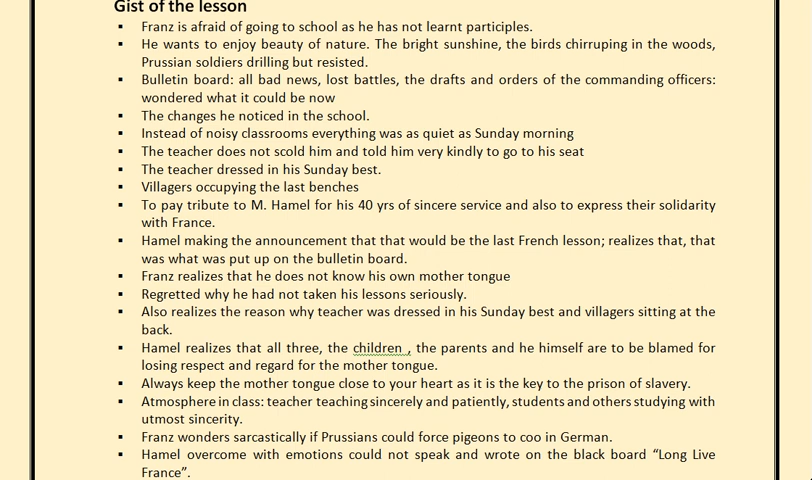 Gist of the lesson
▪ Franz is afraid of going to school as he has not learnt participles.
▪ He wants to enjoy beauty of nature. The bright sunshine, the birds chirruping in the woods,
Prussian soldiers drilling but resisted.
▪ Bulletin board: all bad news, lost battles, the drafts and orders of the commanding officers:
wondered what it could be now
▪ The changes he noticed in the school.
▪ Instead of noisy classrooms everything was as quiet as Sunday morning
▪ The teacher does not scold him and told him very kindly to go to his seat
▪ The teacher dressed in his Sunday best.
▪ Villagers occupying the last benches
▪ To pay tribute to M. Hamel for his 40 yrs of sincere service and also to express their solidarity
with France.
▪ Hamel making the announcement that that would be the last French lesson; realizes that, that
was what was put up on the bulletin board.
▪ Franz realizes that he does not know his own mother tongue
▪ Regretted why he had not taken his lessons seriously.
▪ Also realizes the reason why teacher was dressed in his Sunday best and villagers sitting at the
back.
▪ Hamel realizes that all three, the children , the parents and he himself are to be blamed for
losing respect and regard for the mother tongue.
▪ Always keep the mother tongue close to your heart as it is the key to the prison of slavery.
▪ Atmosphere in class: teacher teaching sincerely and patiently, students and others studying with
utmost sincerity.
▪ Franz wonders sarcastically if Prussians could force pigeons to coo in German.
▪ Hamel overcome with emotions could not speak and wrote on the black board “Long Live
France”.